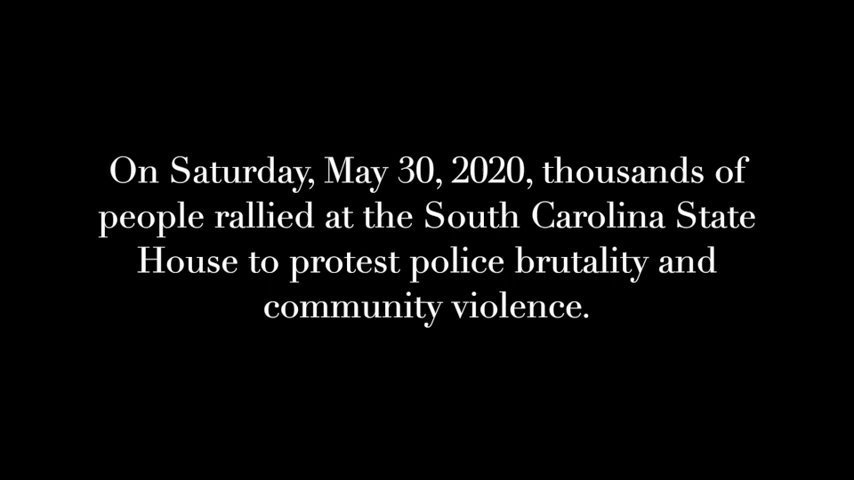 On Saturday, May 30, 2020, thousands of
people rallied at the South Carolina State
House to protest police brutality and
community violence.